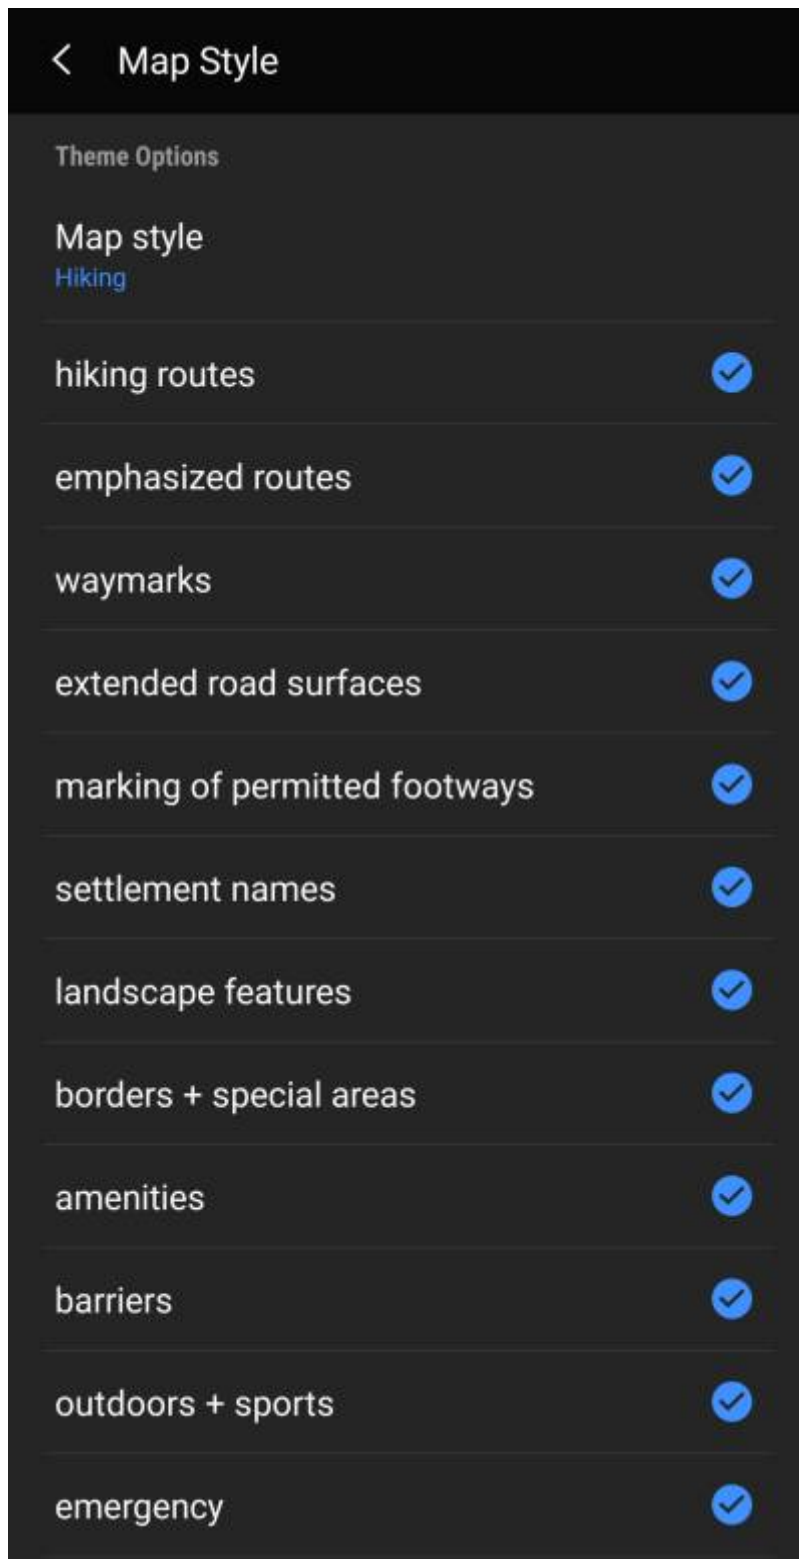 Map Style
Theme Options
Map style
Hiking
hiking routes
emphasized routes
waymarks
extended road surfaces
marking of permitted footways
settlement names
landscape features
borders + special areas
amenities
barriers
outdoors + sports
emergency